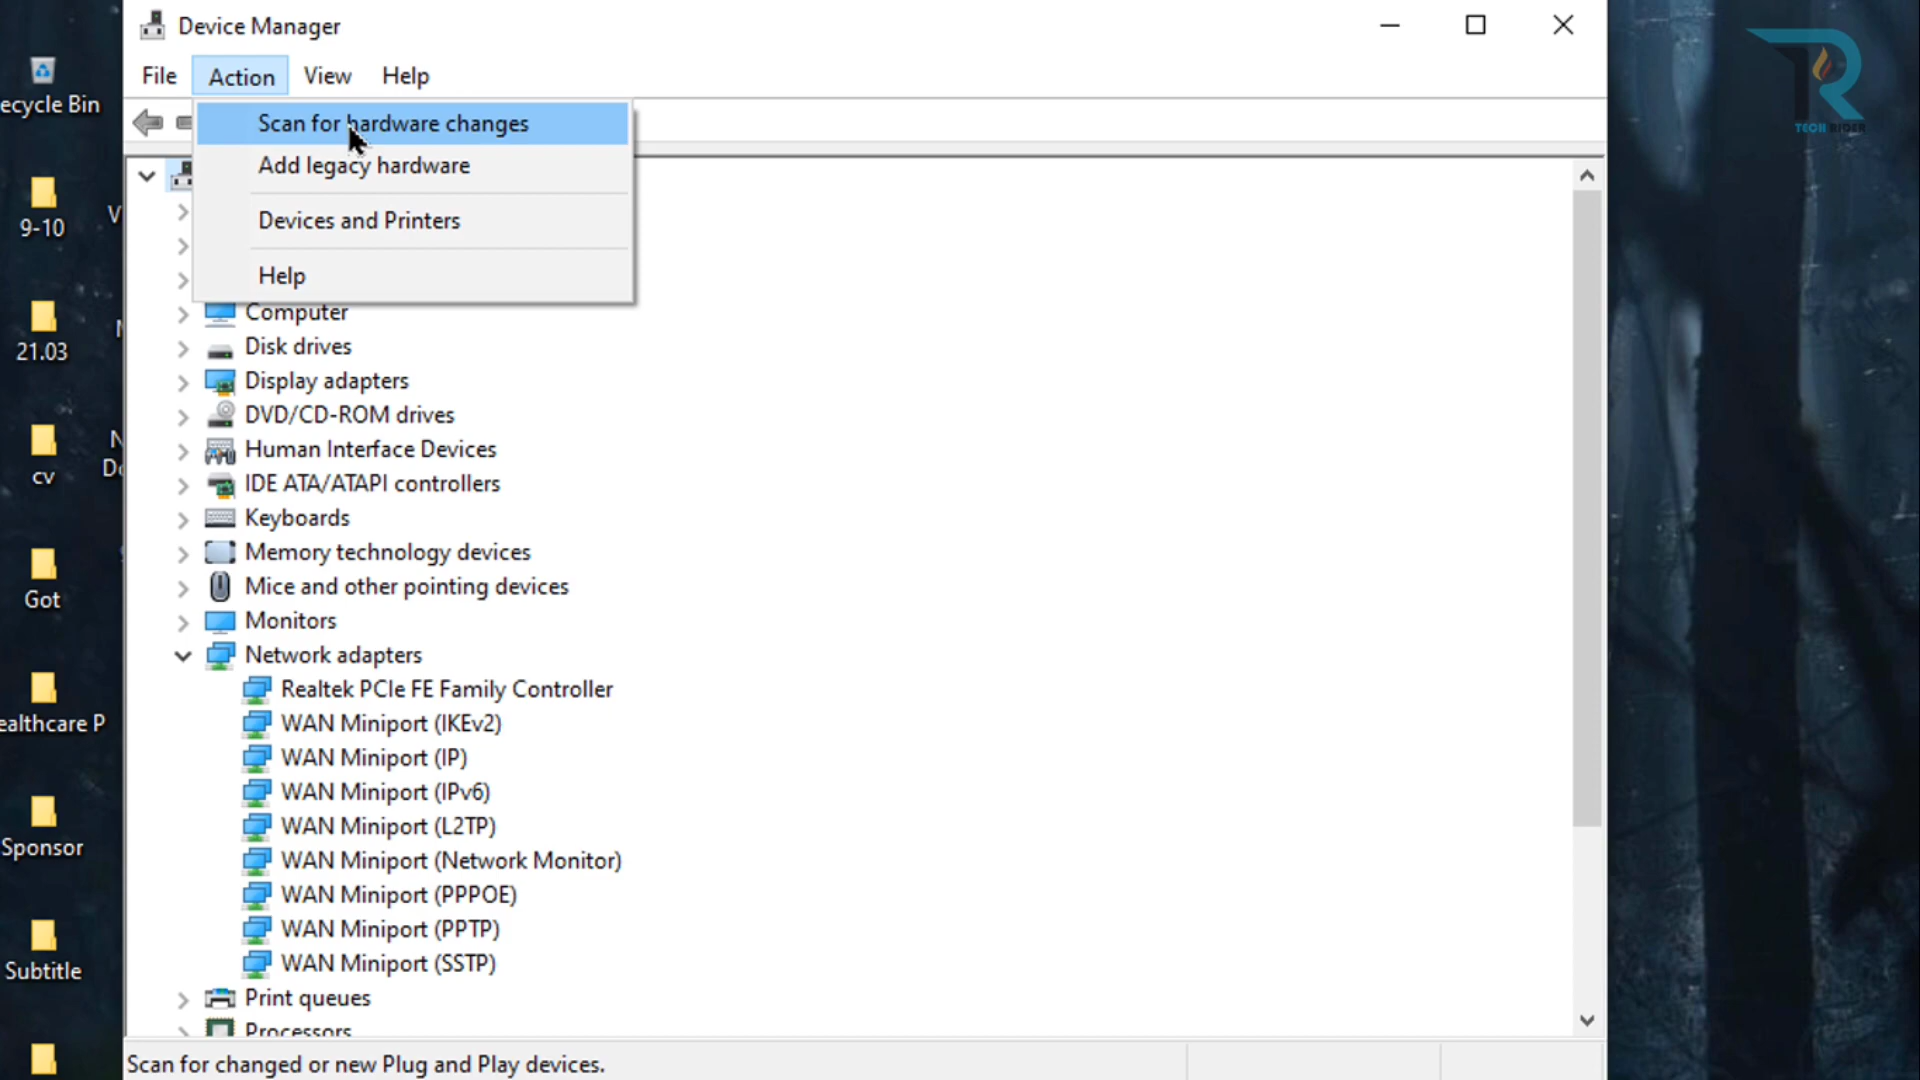 Device Manager
File Action View Help
Scan for hardware changes
Add legacy hardware
Devices and Printers
Help
Computer
Disk drives
Display adapters
DVD/CD-ROM drives
Human Interface Devices
IDE ATA/ATAPI controllers
Keyboards
Memory technology devices
Mice and other pointing devices
Monitors
Network adapters
Realtek PCIe FE Family Controller
WAN Miniport (IKEv2)
WAN Miniport (IP)
WAN Miniport (IPv6)
WAN Miniport (L2TP)
WAN Miniport (Network Monitor)
WAN Miniport (PPPOE)
WAN Miniport (PPTP)
WAN Miniport (SSTP)
Print queues
Processors
Scan for changed or new Plug and Play devices.
ecycle Bin
9-10
21.03
cv
Got
ealthcare P
Sponsor
Subtitle
TECH RIDER